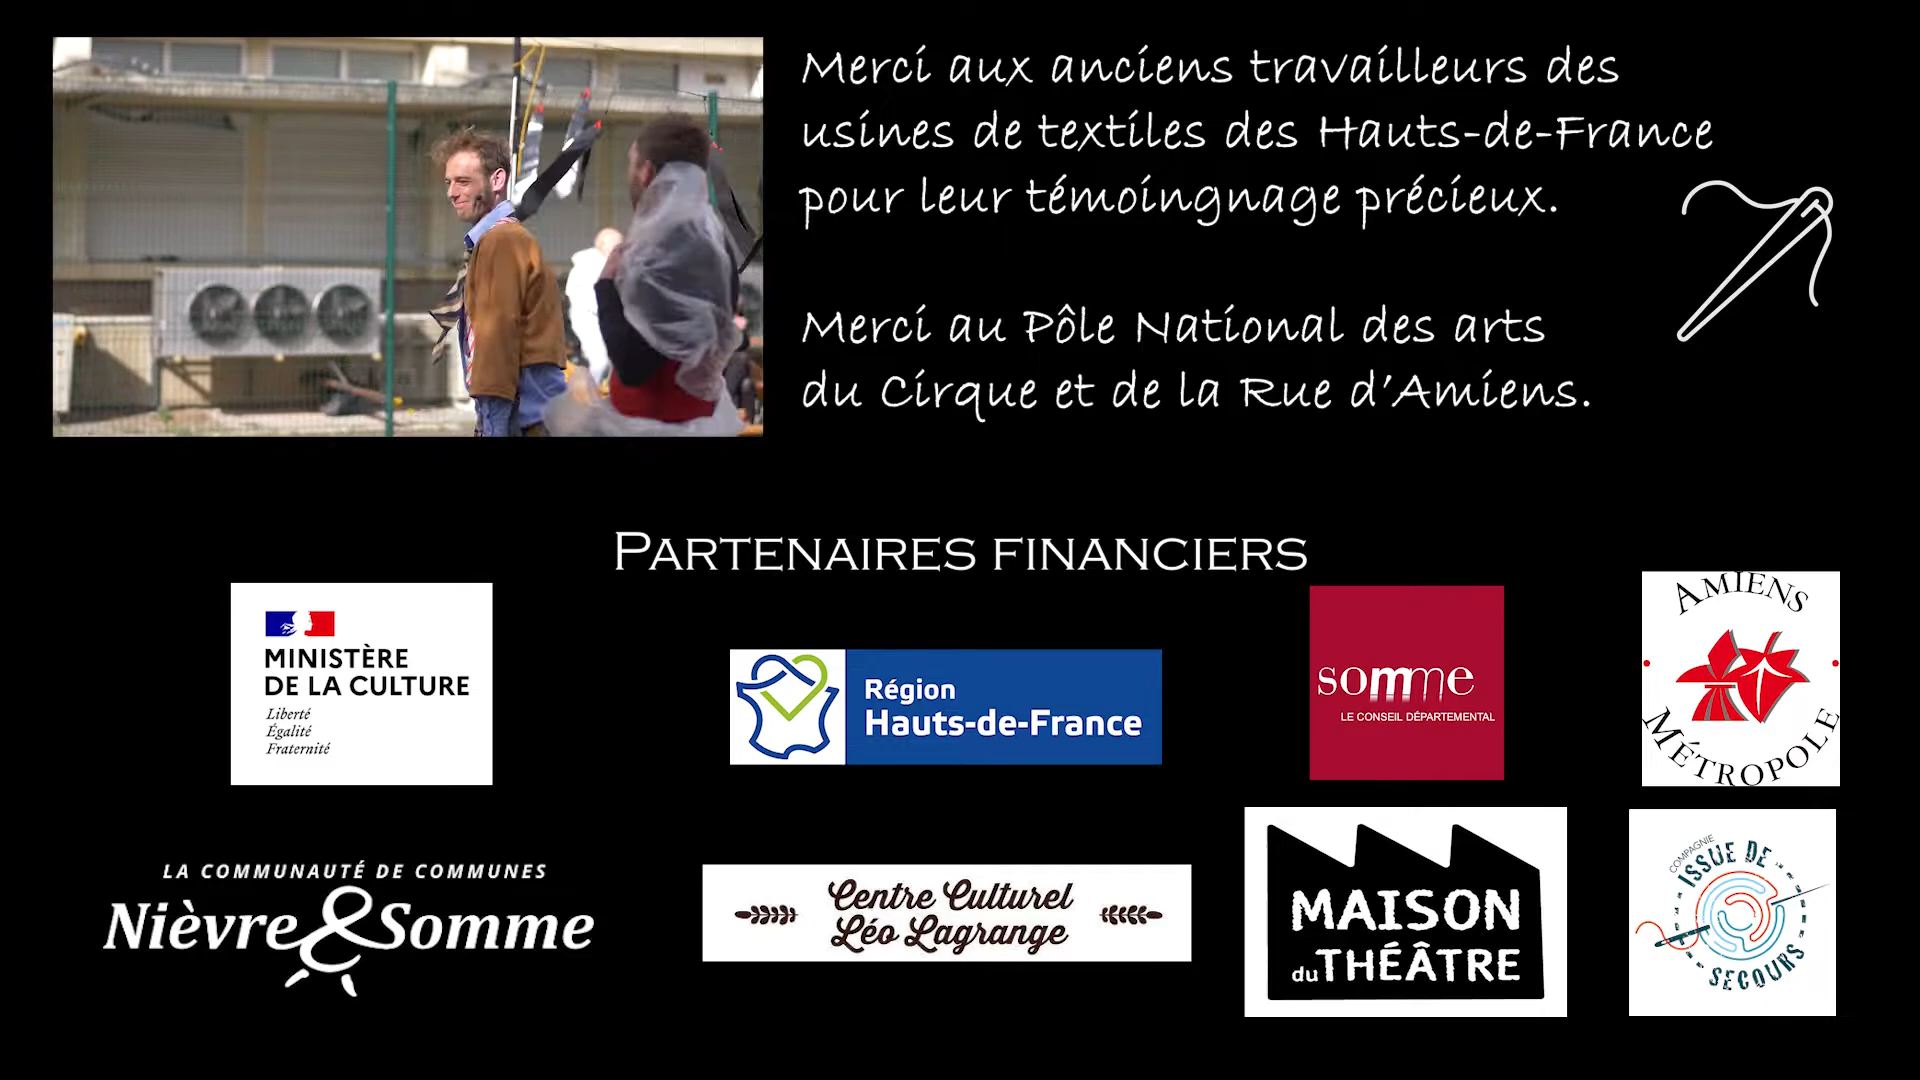 Merci aux anciens travailleurs des
usines de textiles des Hauts-de-France
pour leur témoingnage précieux.
Merci au Pôle National des arts
du Cirque et de la Rue d'Amiens.
PARTENAIRES FINANCIERS
MINISTÈRE
DE LA CULTURE
Liberté
Égalité
Fraternité
Région
Hauts-de-France
somme
LE CONSEIL DÉPARTEMENTAL
AMIENS
MÉTROPOLE
LA COMMUNAUTÉ DE COMMUNES
Nièvre & Somme
Centre Culturel
Léo Lagrange
MAISON
du THÉÂTRE
COMPAGNIE
ISSUE DE
SECOURS